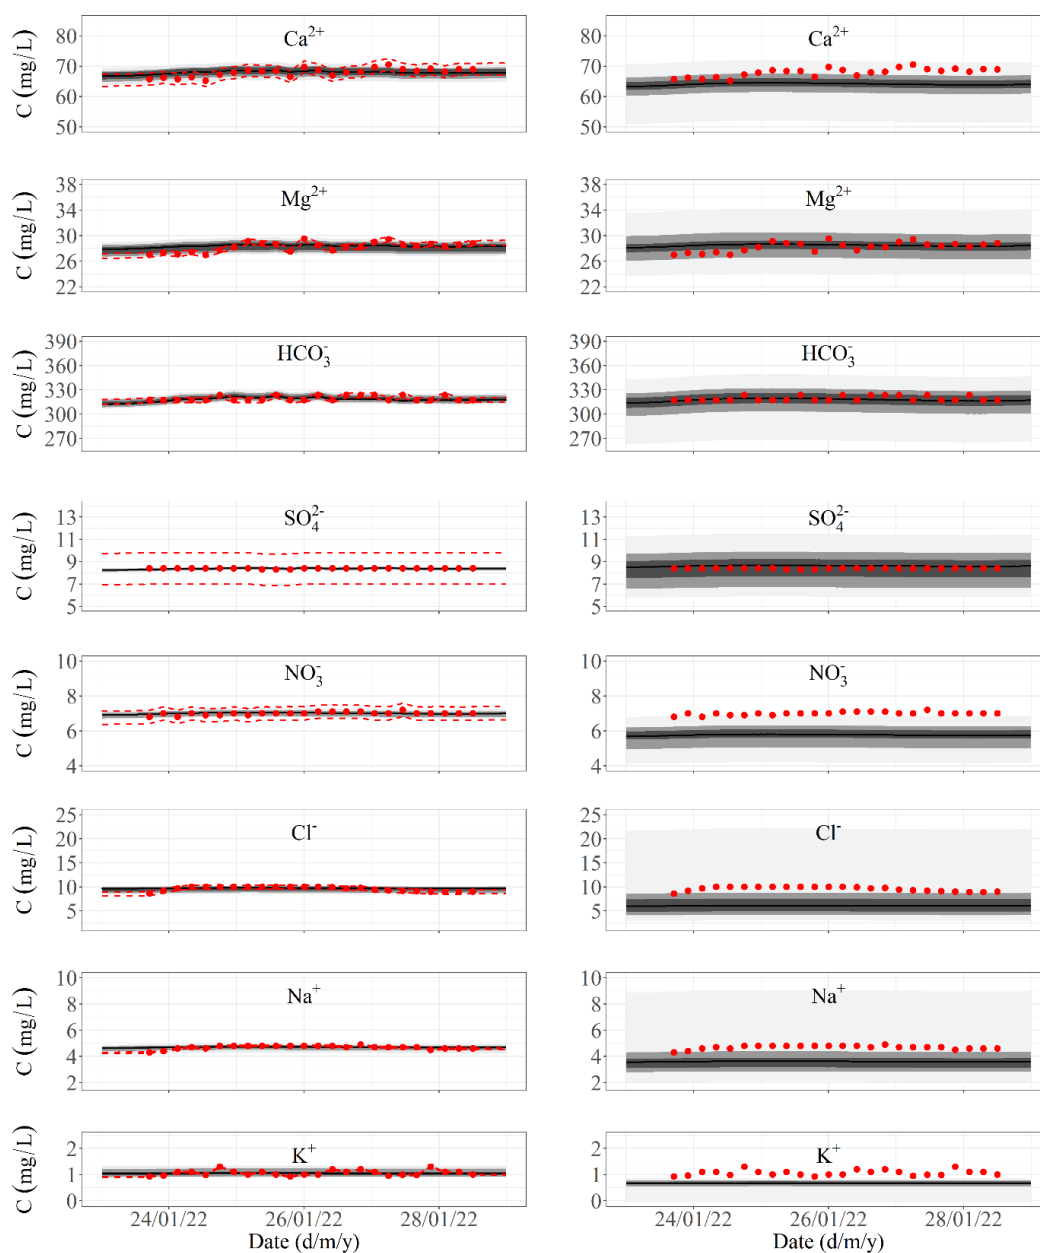 Ca²⁺
C (mg/L)
80
70
60
50
Ca²⁺
80
70
60
50
Mg²⁺
C (mg/L)
38
34
30
26
22
Mg²⁺
38
34
30
26
22
HCO₃⁻
C (mg/L)
390
360
330
300
270
HCO₃⁻
390
360
330
300
270
SO₄²⁻
C (mg/L)
13
11
9
7
5
SO₄²⁻
13
11
9
7
5
NO₃⁻
C (mg/L)
10
8
6
4
NO₃⁻
10
8
6
4
Cl⁻
C (mg/L)
25
20
15
10
5
Cl⁻
25
20
15
10
5
Na⁺
C (mg/L)
10
8
6
4
2
Na⁺
10
8
6
4
2
K⁺
C (mg/L)
2
1
0
K⁺
2
1
0
24/01/22 26/01/22 28/01/22
Date (d/m/y)
24/01/22 26/01/22 28/01/22
Date (d/m/y)